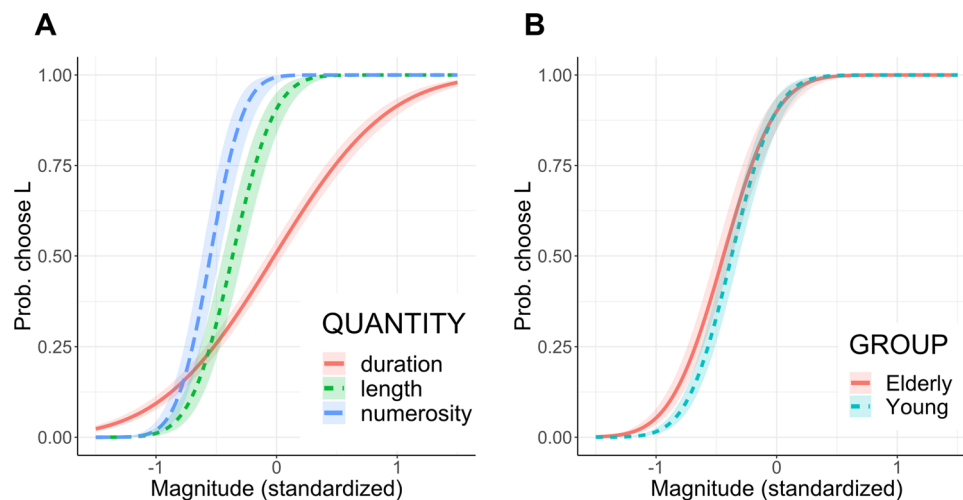 A
1.00
0.75
0.50
0.25
0.00
Prob. choose L
-1
0
1
Magnitude (standardized)
QUANTITY
duration
length
numerosity
B
1.00
0.75
0.50
0.25
0.00
Prob. choose L
-1
0
1
Magnitude (standardized)
GROUP
Elderly
Young